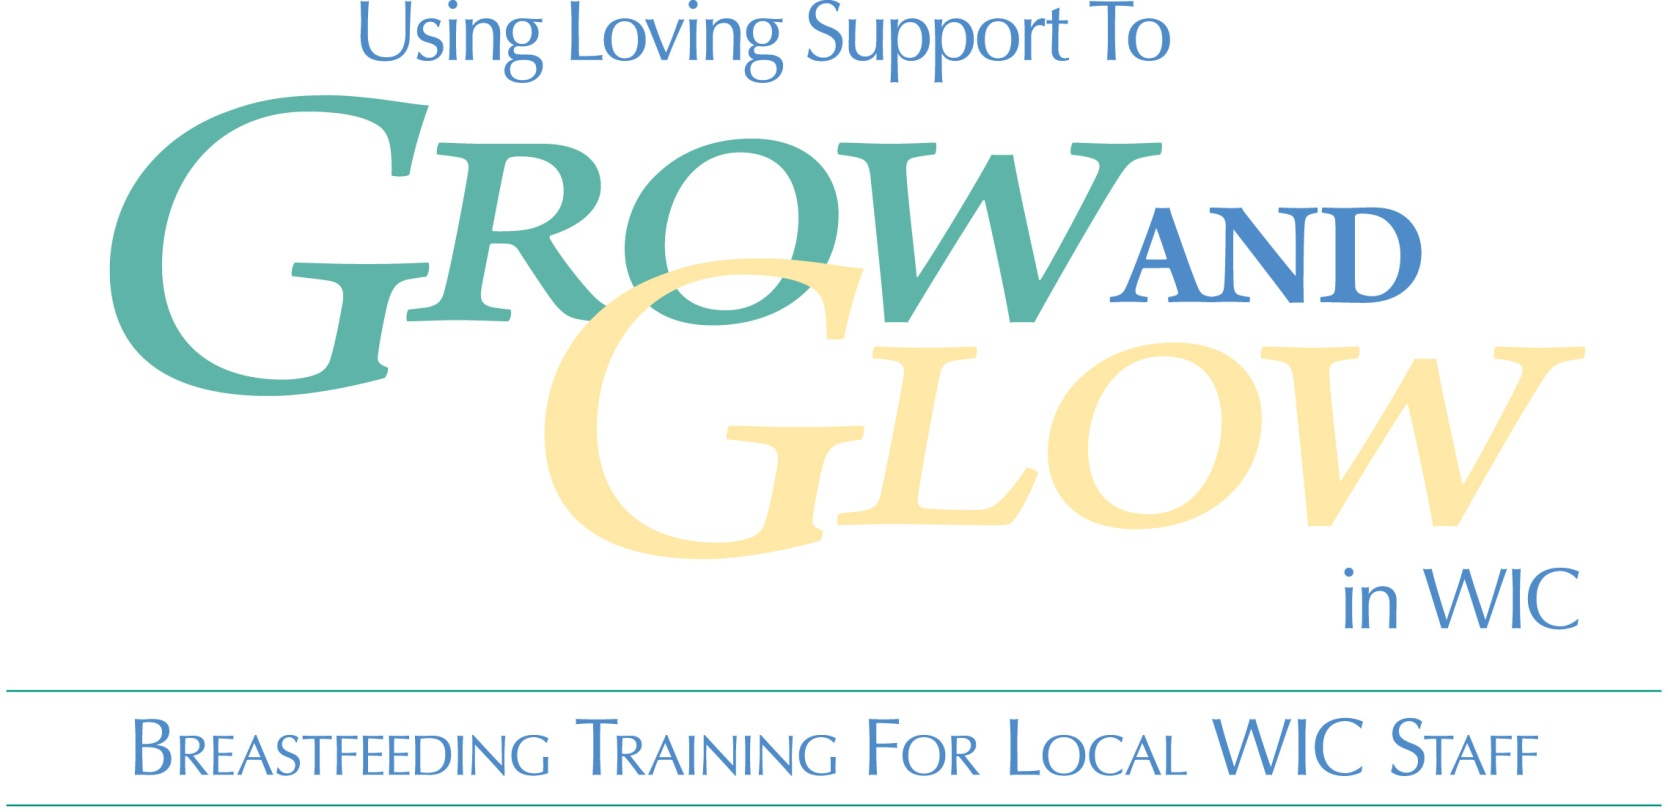 Using Loving Support To
GROW AND
GLOW
in WIC
BREASTFEEDING TRAINING FOR LOCAL WIC STAFF